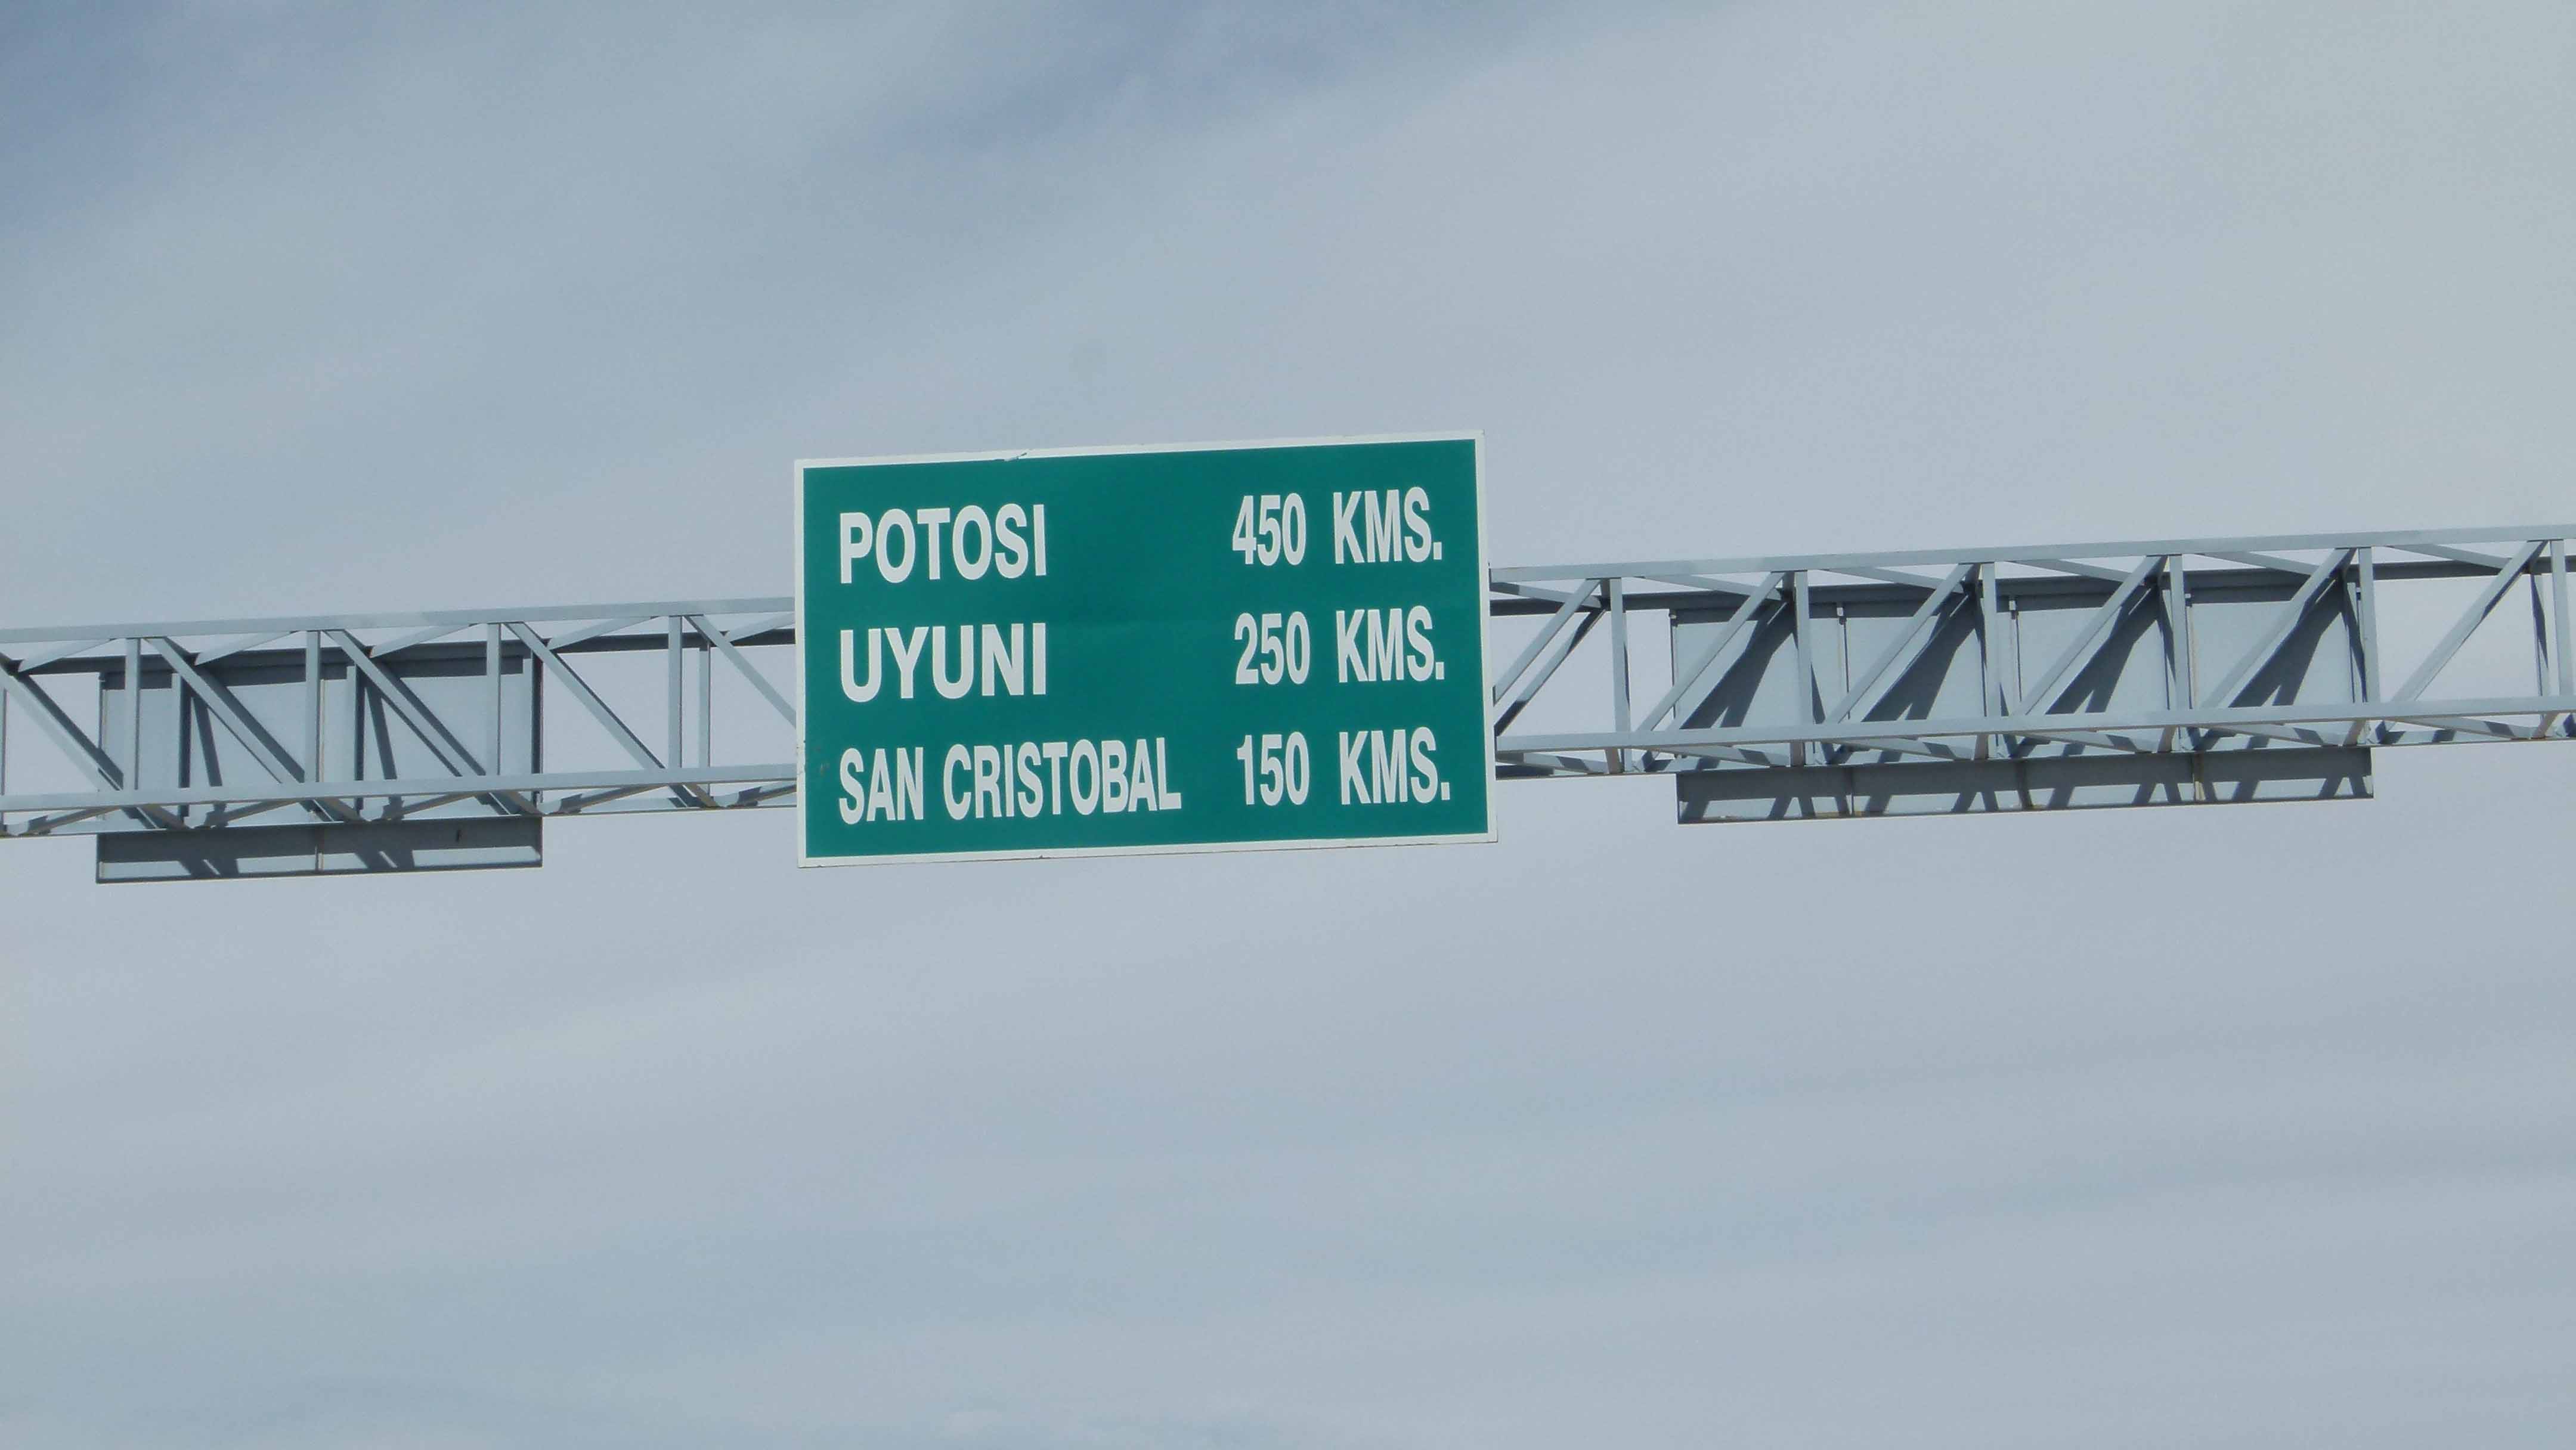 POTOSI 450 KMS.
UYUNI 250 KMS.
SAN CRISTOBAL 150 KMS.